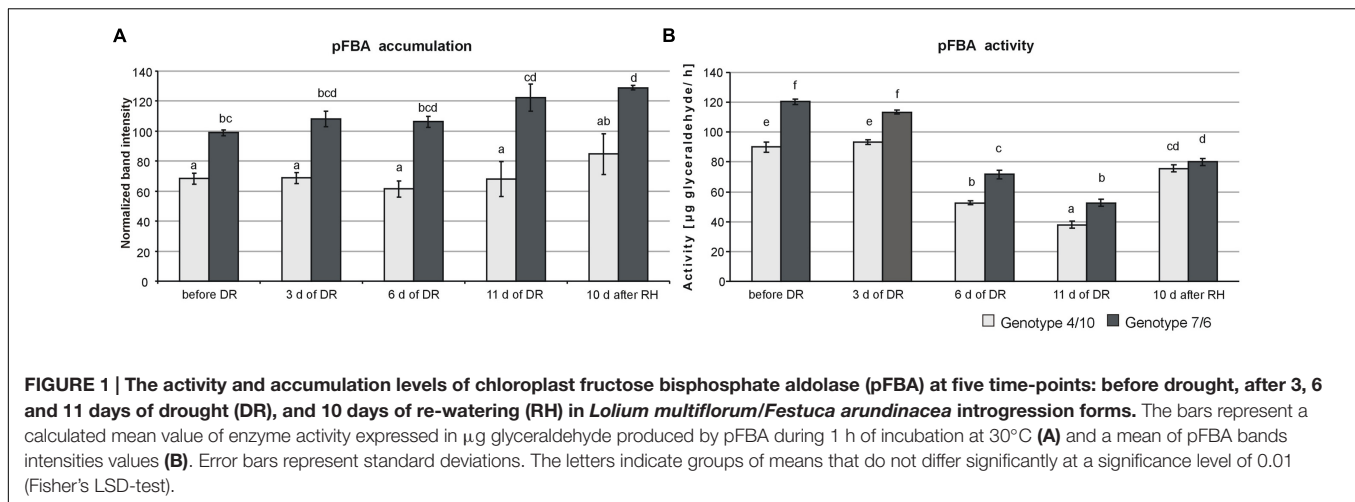 A
pFBA accumulation
Normalized band intensity
140
120
100
80
60
40
20
0
bc
a
bcd
a
bcd
a
cd
a
d
ab
before DR
3 d of DR
6 d of DR
11 d of DR
10 d after RH
B
pFBA activity
Activity [µg glyceraldehyde/ h]
140
120
100
80
60
40
20
0
e
f
e
f
b
c
a
b
cd
d
before DR
3 d of DR
6 d of DR
11 d of DR
10 d after RH
Genotype 4/10
Genotype 7/6
FIGURE 1 | The activity and accumulation levels of chloroplast fructose bisphosphate aldolase (pFBA) at five time-points: before drought, after 3, 6
and 11 days of drought (DR), and 10 days of re-watering (RH) in Lolium multiflorum/Festuca arundinacea introgression forms. The bars represent a
calculated mean value of enzyme activity expressed in µg glyceraldehyde produced by pFBA during 1 h of incubation at 30°C (A) and a mean of pFBA bands
intensities values (B). Error bars represent standard deviations. The letters indicate groups of means that do not differ significantly at a significance level of 0.01
(Fisher's LSD-test).